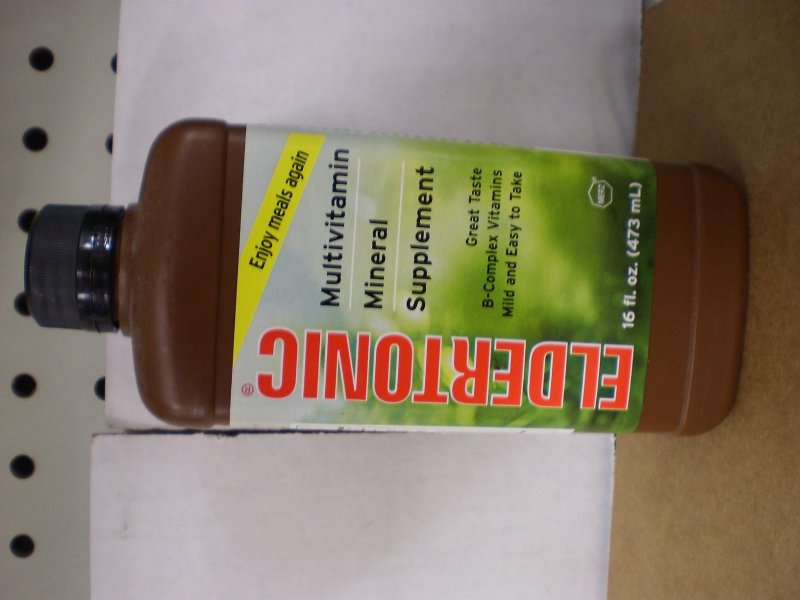 Enjoy meals again
ELDERTONIC®
Multivitamin
Mineral
Supplement
Great Taste
B-Complex Vitamins
Mild and Easy to Take
MERZ
16 fl. oz. (473 mL)